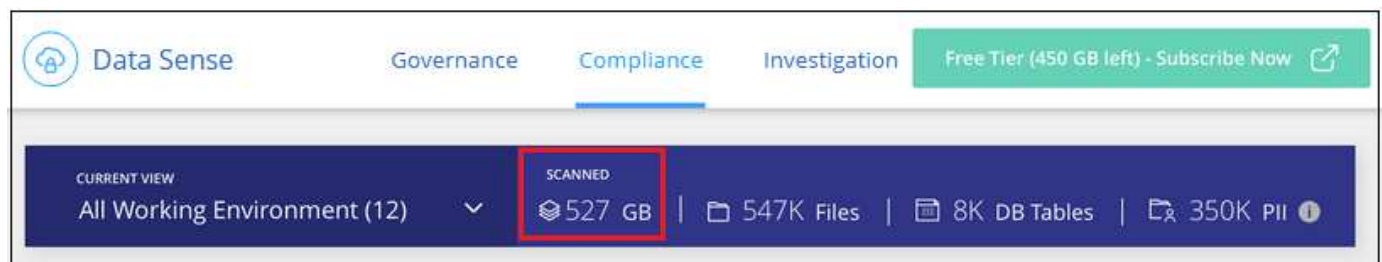 Data Sense Governance Compliance Investigation Free Tier (450 GB left) - Subscribe Now
CURRENT VIEW SCANNED
All Working Environment (12) 527 GB | 547K Files | 8K DB Tables | 350K PII